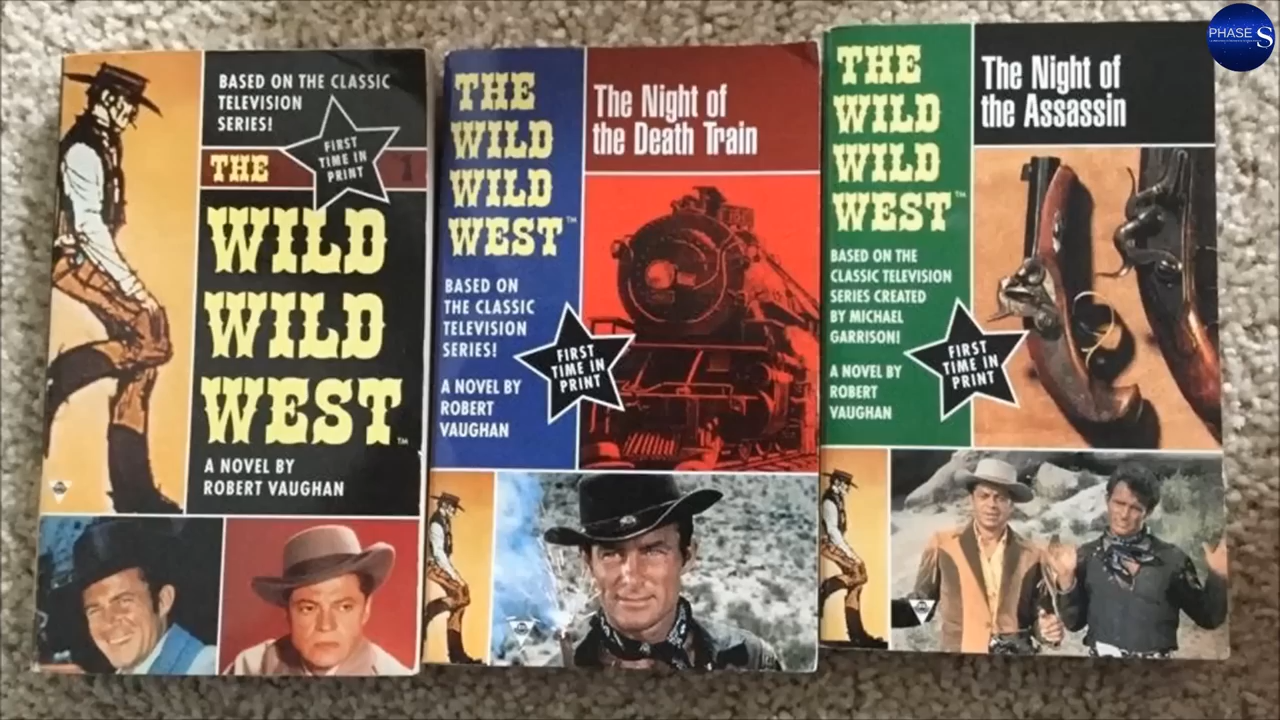 BASED ON THE CLASSIC
TELEVISION
SERIES!
FIRST
TIME IN
PRINT
THE
1
WILD
WILD
WEST™
A NOVEL BY
ROBERT VAUGHAN
THE
WILD
WILD
WEST™
The Night of
the Death Train
BASED ON
THE CLASSIC
TELEVISION
SERIES!
A NOVEL BY
ROBERT
VAUGHAN
FIRST
TIME IN
PRINT
THE
WILD
WILD
WEST™
The Night of
the Assassin
BASED ON THE
CLASSIC TELEVISION
SERIES CREATED
BY MICHAEL
GARRISON!
A NOVEL BY
ROBERT
VAUGHAN
FIRST
TIME IN
PRINT
PHASE S